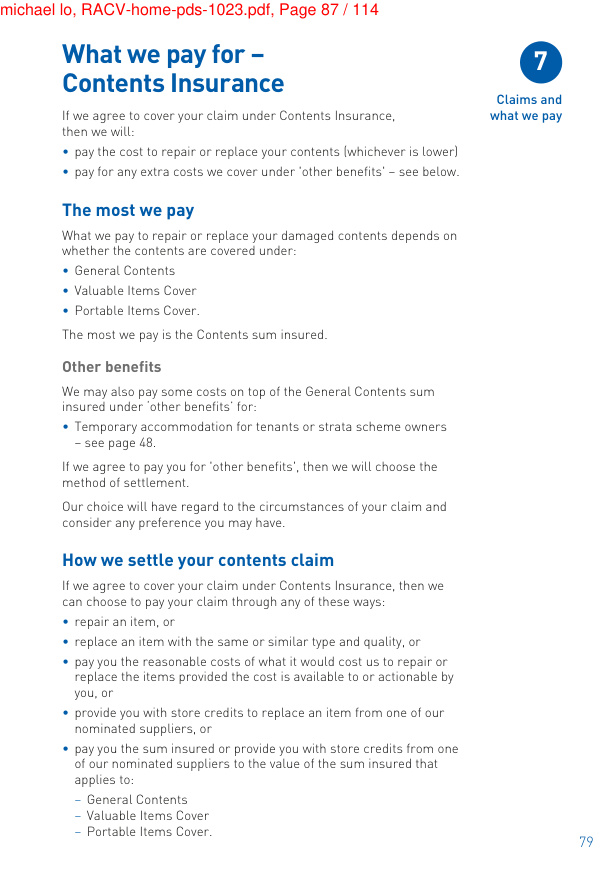 michael lo, RACV-home-pds-1023.pdf, Page 87 / 114
What we pay for –
Contents Insurance
7
Claims and
what we pay
If we agree to cover your claim under Contents Insurance,
then we will:
• pay the cost to repair or replace your contents (whichever is lower)
• pay for any extra costs we cover under 'other benefits' – see below.
The most we pay
What we pay to repair or replace your damaged contents depends on
whether the contents are covered under:
• General Contents
• Valuable Items Cover
• Portable Items Cover.
The most we pay is the Contents sum insured.
Other benefits
We may also pay some costs on top of the General Contents sum
insured under 'other benefits' for:
• Temporary accommodation for tenants or strata scheme owners
– see page 48.
If we agree to pay you for 'other benefits', then we will choose the
method of settlement.
Our choice will have regard to the circumstances of your claim and
consider any preference you may have.
How we settle your contents claim
If we agree to cover your claim under Contents Insurance, then we
can choose to pay your claim through any of these ways:
• repair an item, or
• replace an item with the same or similar type and quality, or
• pay you the reasonable costs of what it would cost us to repair or
replace the items provided the cost is available to or actionable by
you, or
• provide you with store credits to replace an item from one of our
nominated suppliers, or
• pay you the sum insured or provide you with store credits from one
of our nominated suppliers to the value of the sum insured that
applies to:
– General Contents
– Valuable Items Cover
– Portable Items Cover.
79